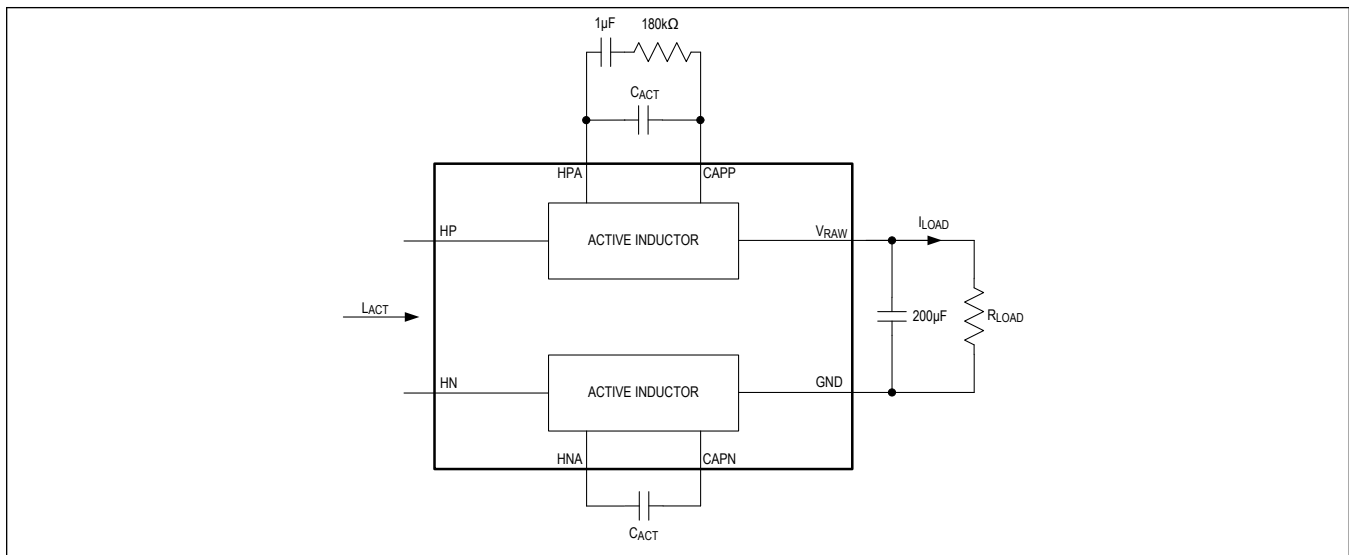 1µF 180kΩ
CACT
HPA CAPP
HP ACTIVE INDUCTOR VRAW ILOAD
LACT 200µF RLOAD
HN ACTIVE INDUCTOR GND
HNA CAPN
CACT